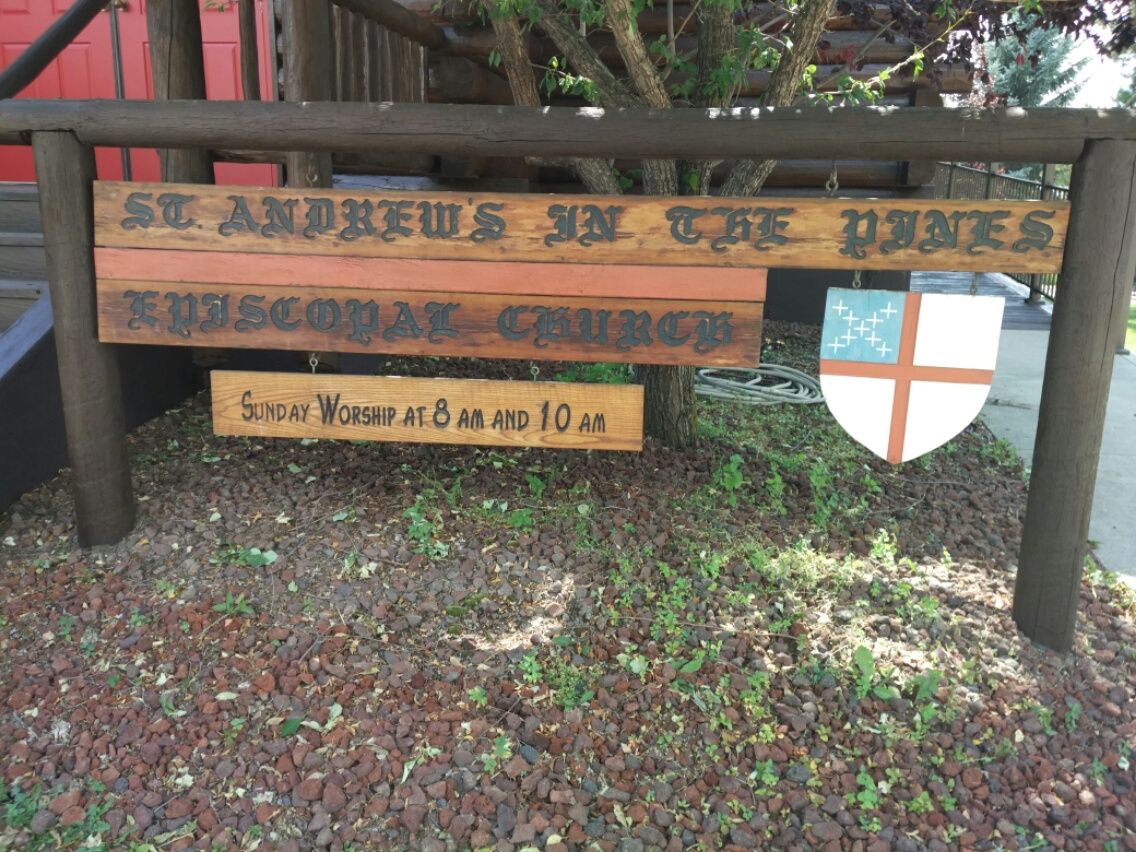 St. Andrew's in the Pines
Episcopal Church
Sunday Worship at 8 am and 10 am